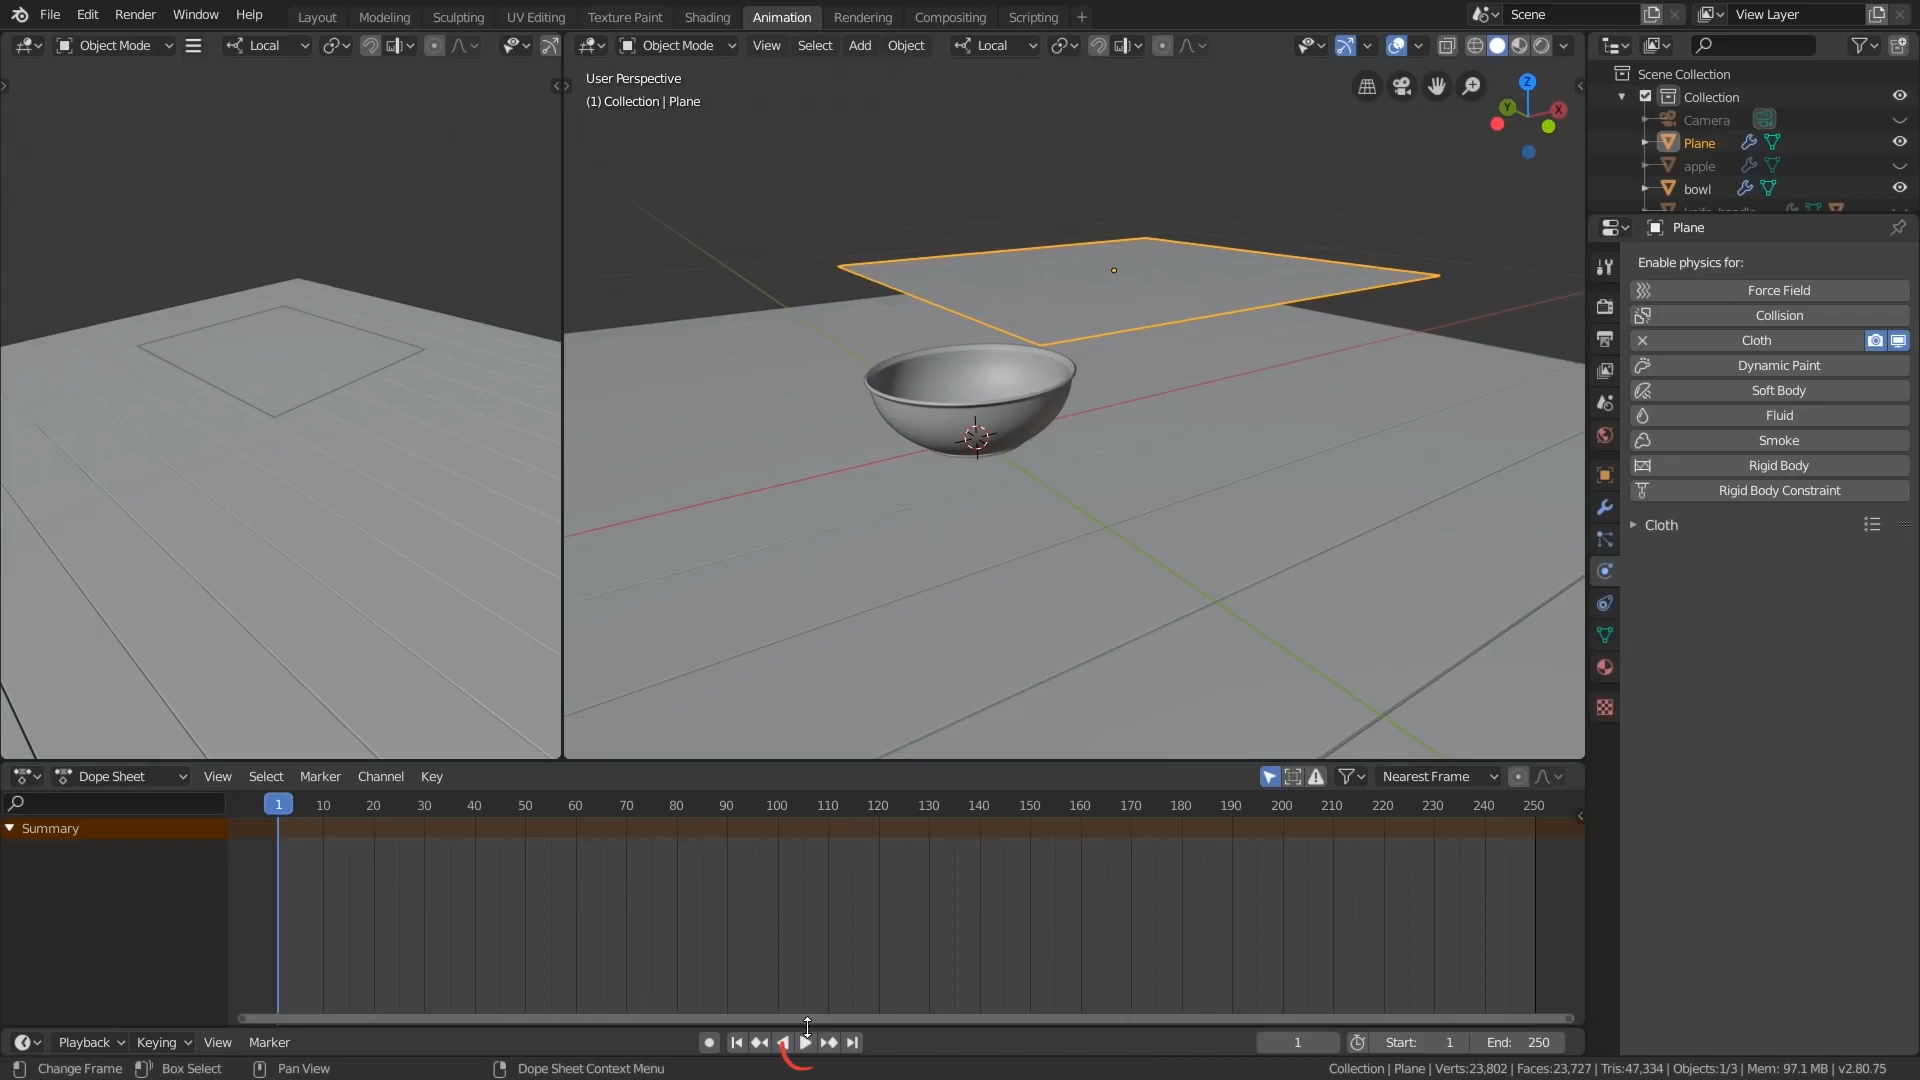 File Edit Render Window Help Layout Modeling Sculpting UV Editing Texture Paint Shading Animation Rendering Compositing Scripting + Scene View Layer
Object Mode Local Object Mode View Select Add Object Local
User Perspective
(1) Collection | Plane
Z
Y
X
Scene Collection
Collection
Camera
Plane
apple
bowl
Plane
Enable physics for:
Force Field
Collision
Cloth
Dynamic Paint
Soft Body
Fluid
Smoke
Rigid Body
Rigid Body Constraint
Cloth
Dope Sheet View Select Marker Channel Key Nearest Frame
1 10 20 30 40 50 60 70 80 90 100 110 120 130 140 150 160 170 180 190 200 210 220 230 240 250
Summary
Playback Keying View Marker 1 Start: 1 End: 250
Change Frame Box Select Pan View Dope Sheet Context Menu Collection | Plane | Verts:23,802 | Faces:23,727 | Tris:47,334 | Objects:1/3 | Mem: 97.1 MB | v2.80.75